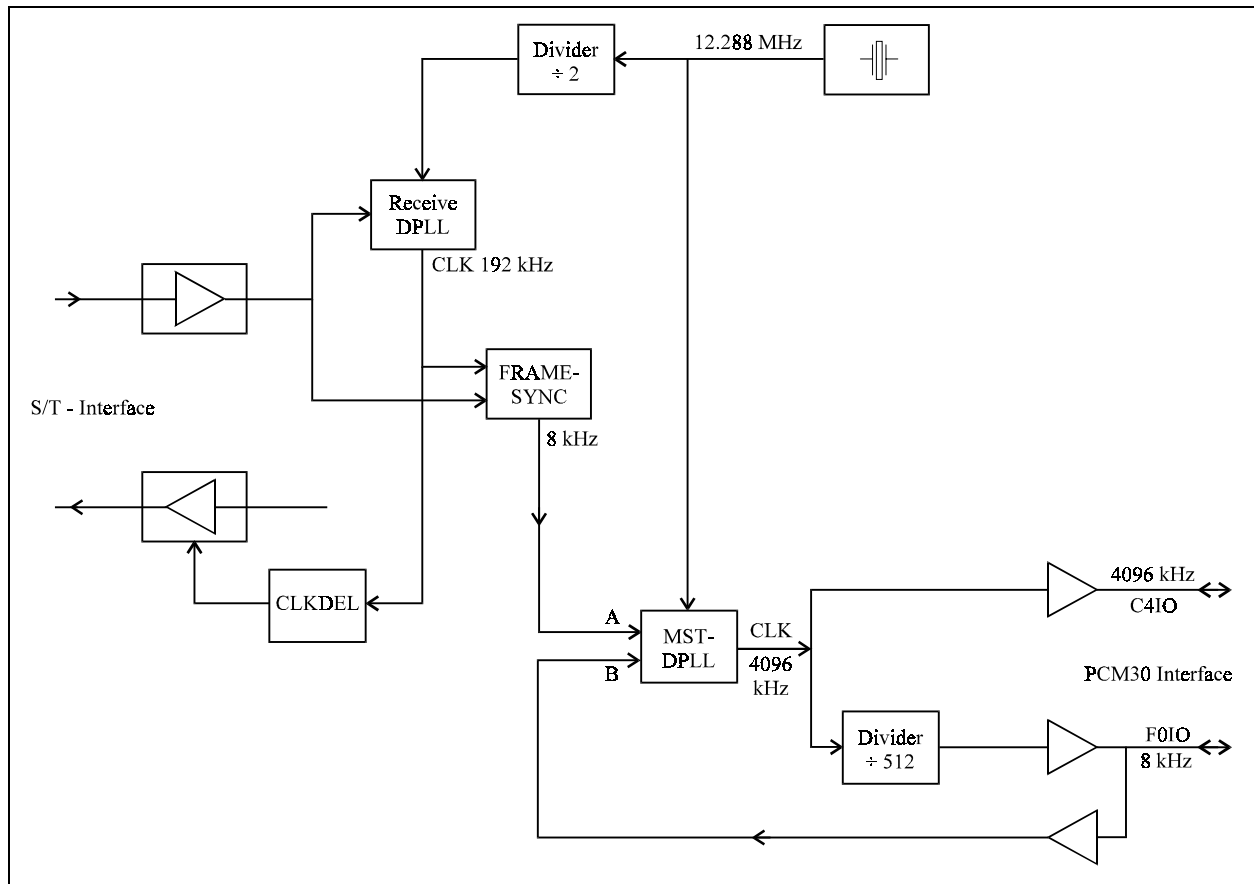 Divider
÷ 2
12.288 MHz
Receive
DPLL
CLK 192 kHz
FRAME-
SYNC
8 kHz
S/T - Interface
CLKDEL
A
B
MST-
DPLL
CLK
4096
kHz
4096 kHz
C4IO
PCM30 Interface
Divider
÷ 512
F0IO
8 kHz